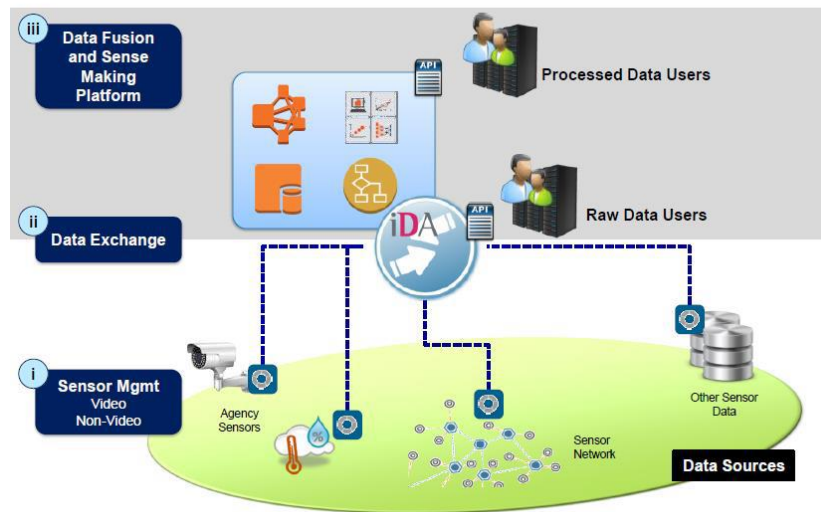 iii
Data Fusion
and Sense
Making
Platform
API
Processed Data Users
ii
Data Exchange
iDA
API
Raw Data Users
i
Sensor Mgmt
Video
Non-Video
Agency
Sensors
%
Sensor
Network
Other Sensor
Data
Data Sources